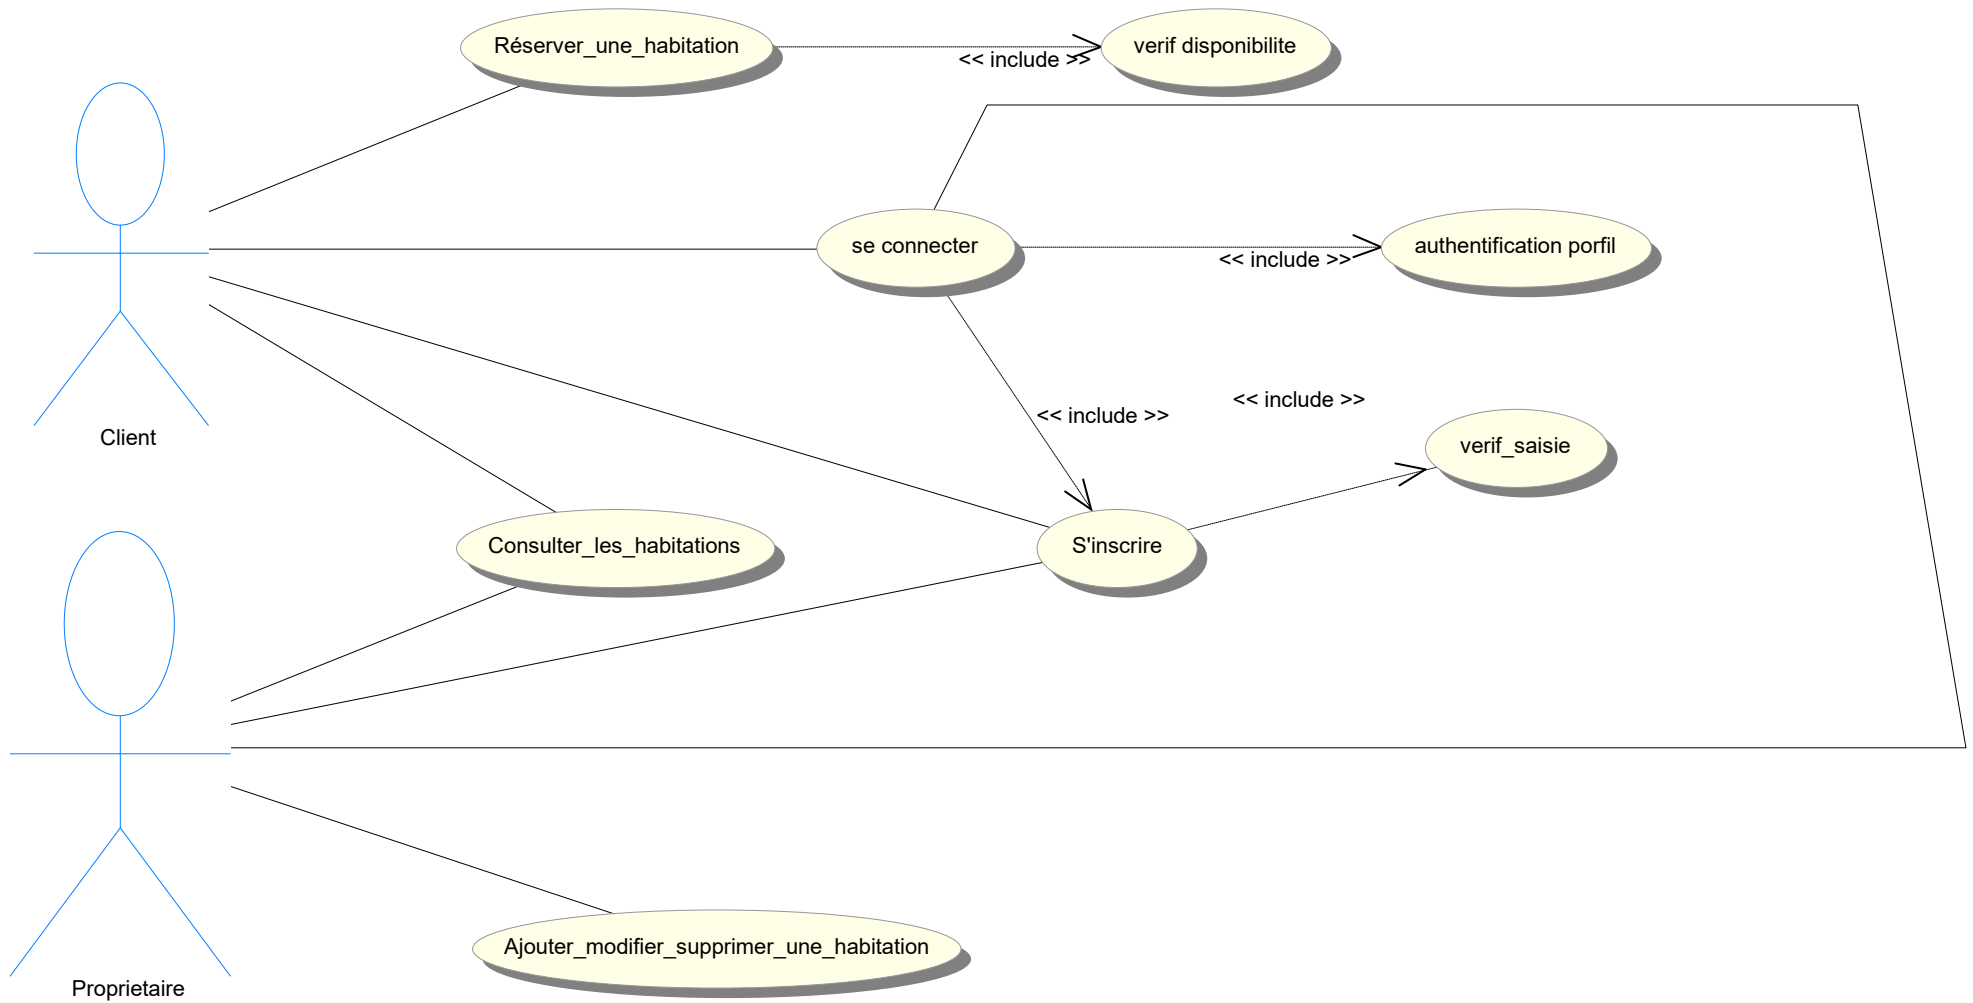 Réserver_une_habitation
<< include >>
verif disponibilite
se connecter
<< include >>
authentification porfil
<< include >>
<< include >>
Client
verif_saisie
Consulter_les_habitations
S'inscrire
Ajouter_modifier_supprimer_une_habitation
Proprietaire